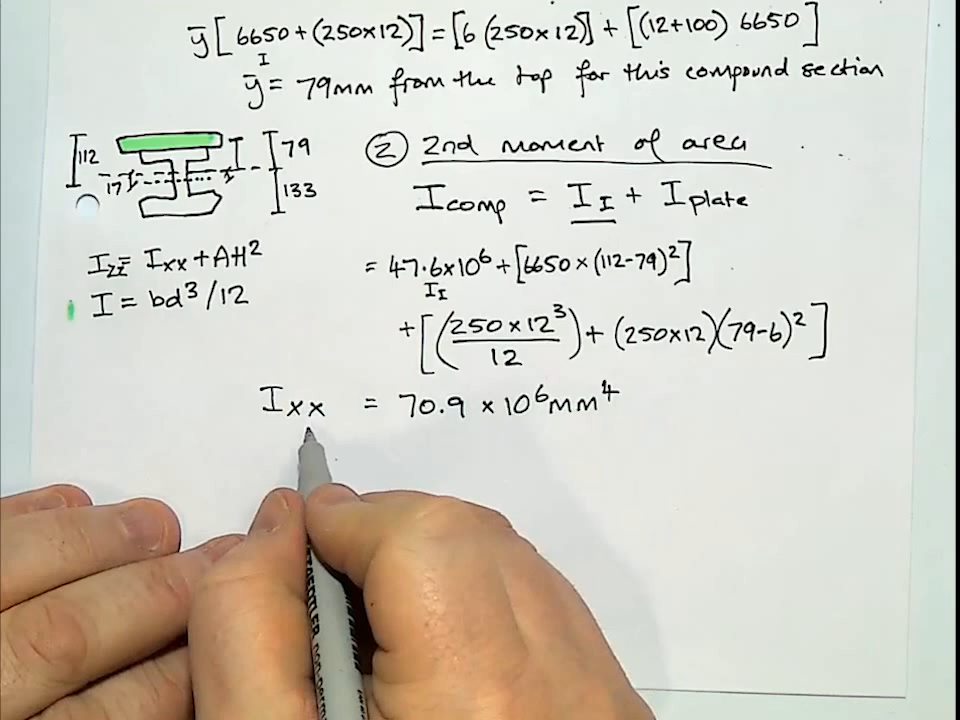 ȳ[6650+(250×12)]=[6(250×12)]+[(12+100) 6650]
I
ȳ = 79mm from the top for this compound section
112
79
17
133
② 2nd moment of area
Icomp = II + Iplate
Izz = Ixx + AH²
I = bd³/12
= 47.6×10⁶+[6650×(112-79)²]
II
+[(250×12³/12)+(250×12)(79-6)²]
Ixx = 70.9 ×10⁶mm⁴
STAEDTLER